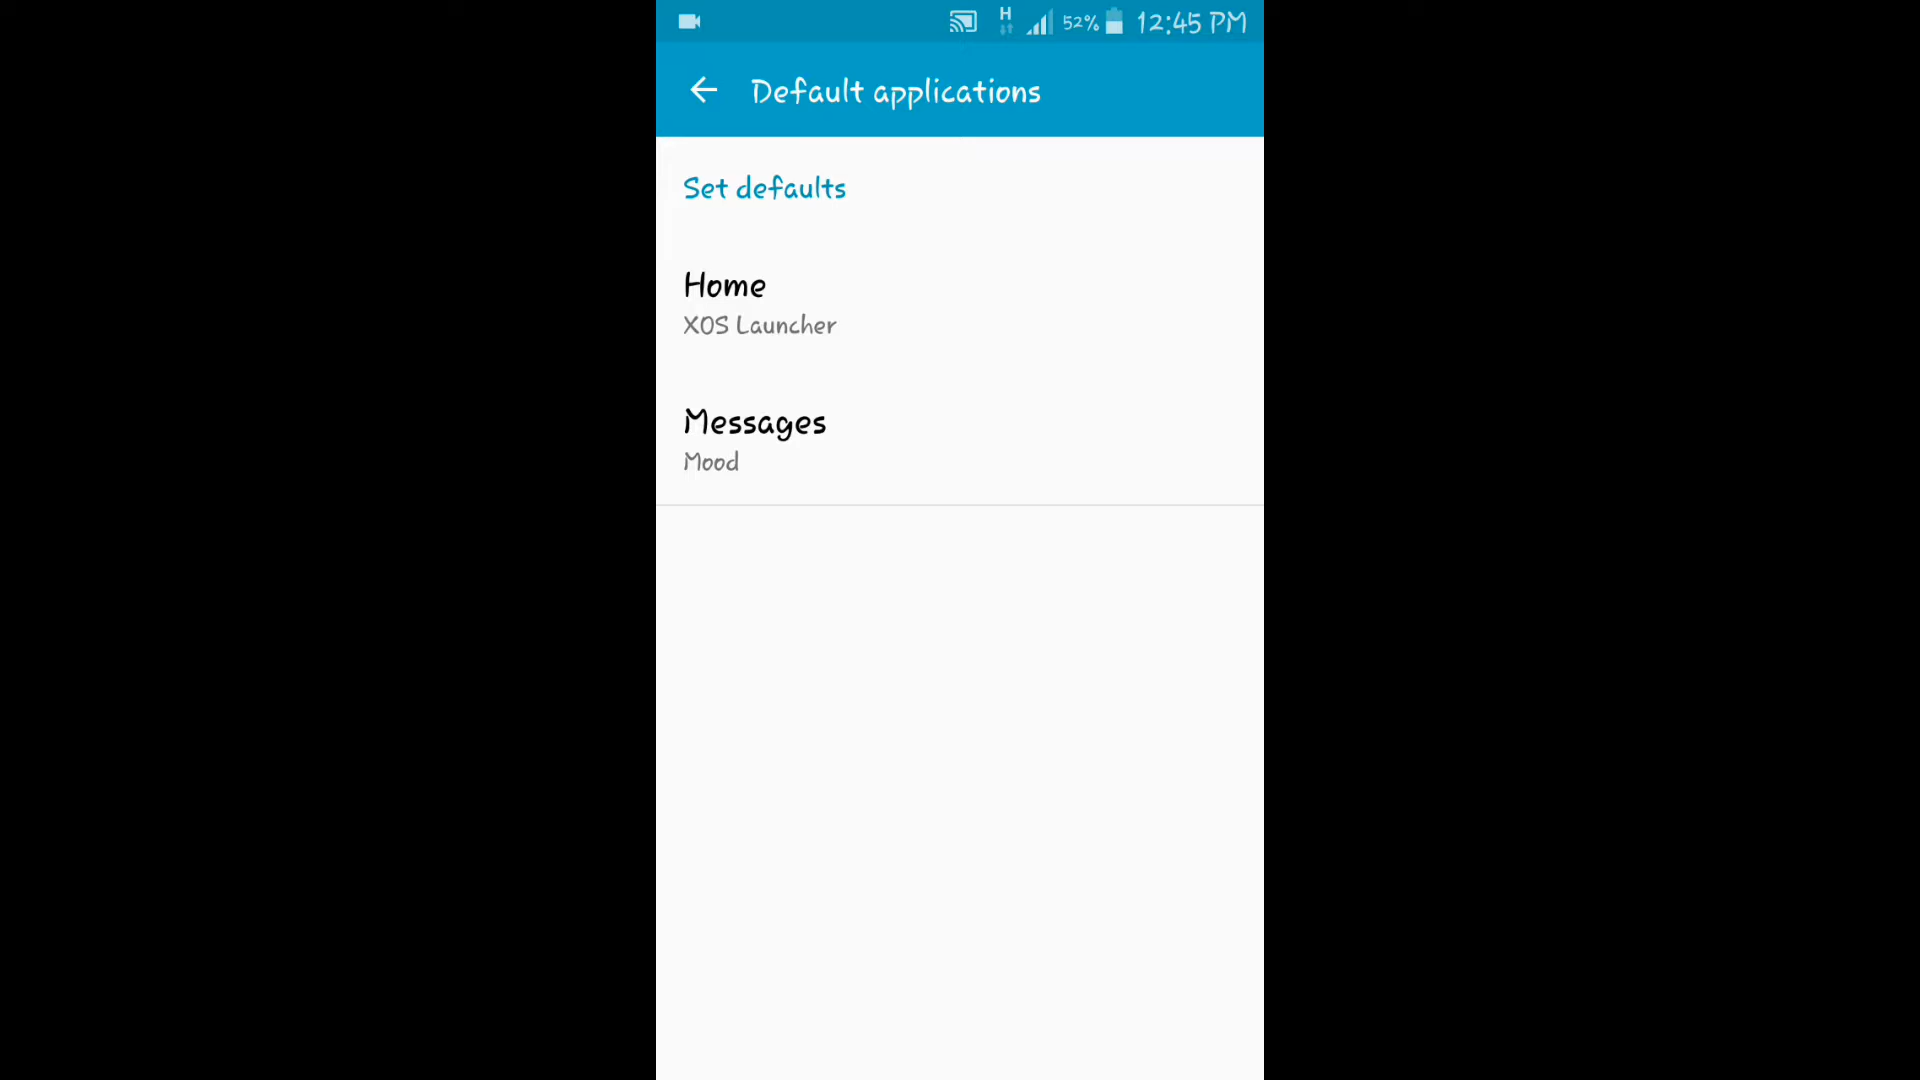 H 52% 12:45 PM
Default applications
Set defaults
Home
XOS Launcher
Messages
Mood